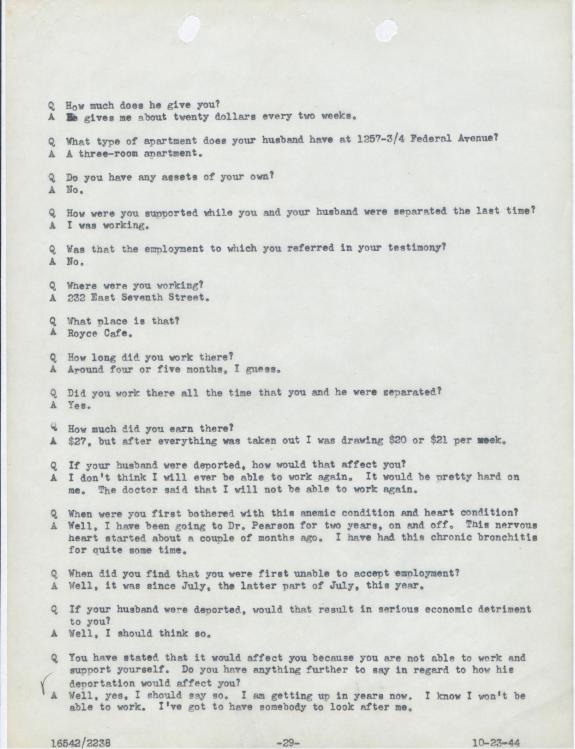 Q How much does he give you?
A He gives me about twenty dollars every two weeks.
Q What type of apartment does your husband have at 1257-3/4 Federal Avenue?
A A three-room apartment.
Q Do you have any assets of your own?
A No.
Q How were you supported while you and your husband were separated the last time?
A I was working.
Q Was that the employment to which you referred in your testimony?
A No.
Q Where were you working?
A 232 East Seventh Street.
Q What place is that?
A Royce Cafe.
Q How long did you work there?
A Around four or five months, I guess.
Q Did you work there all the time that you and he were separated?
A Yes.
Q How much did you earn there?
A $27, but after everything was taken out I was drawing $20 or $21 per week.
Q If your husband were deported, how would that affect you?
A I don't think I will ever be able to work again. It would be pretty hard on
me. The doctor said that I will not be able to work again.
Q When were you first bothered with this anemic condition and heart condition?
A Well, I have been going to Dr. Pearson for two years, on and off. This nervous
heart started about a couple of months ago. I have had this chronic bronchitis
for quite some time.
Q When did you find that you were first unable to accept employment?
A Well, it was since July, the latter part of July, this year.
Q If your husband were deported, would that result in serious economic detriment
to you?
A Well, I should think so.
Q You have stated that it would affect you because you are not able to work and
support yourself. Do you have anything further to say in regard to how his
deportation would affect you?
A Well, yes, I should say so. I am getting up in years now. I know I won't be
able to work. I've got to have somebody to look after me.
16542/2238 -29- 10-23-44